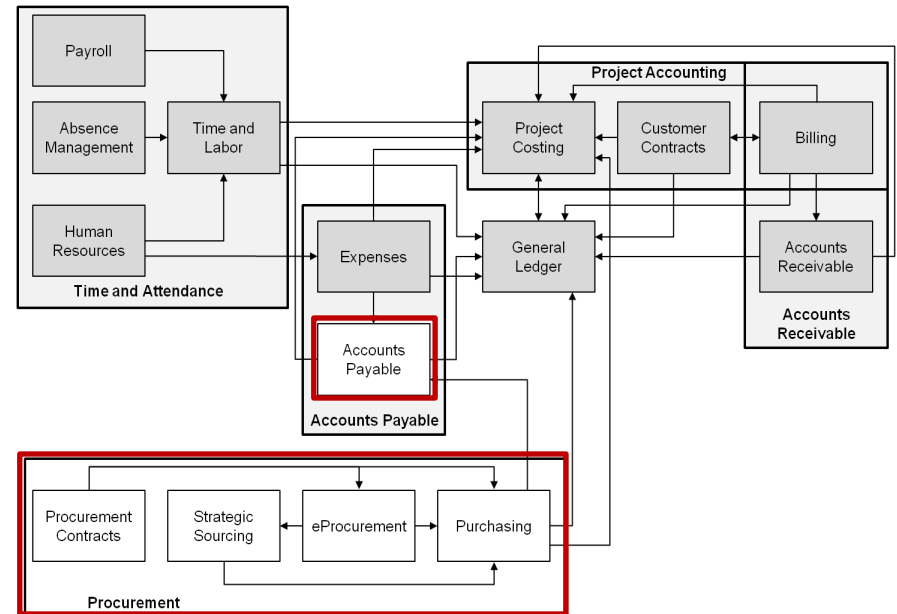 Payroll
Absence
Management
Time and
Labor
Human
Resources
Time and Attendance
Project Accounting
Project
Costing
Customer
Contracts
Billing
Expenses
General
Ledger
Accounts
Receivable
Accounts
Receivable
Accounts
Payable
Accounts Payable
Procurement
Contracts
Strategic
Sourcing
eProcurement
Purchasing
Procurement